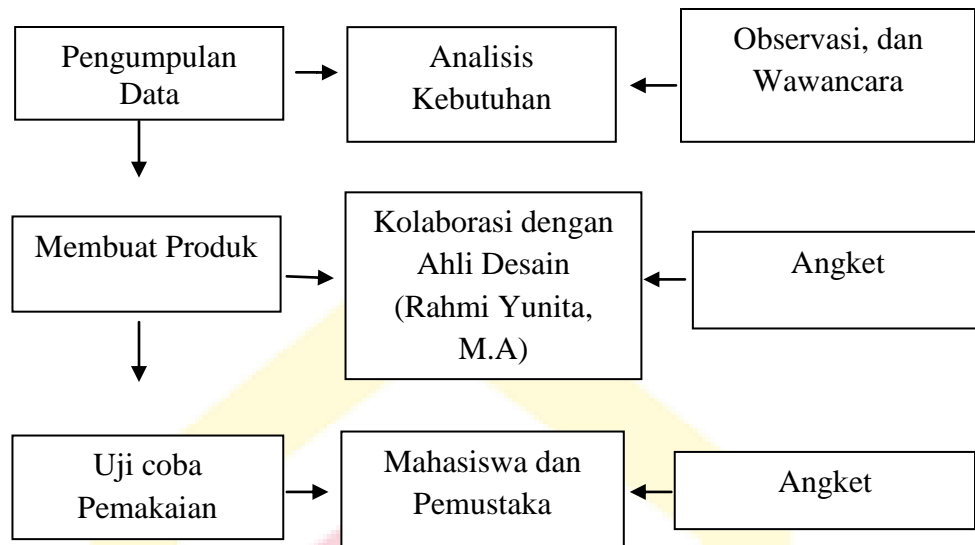 Pengumpulan
Data
Analisis
Kebutuhan
Observasi, dan
Wawancara
Membuat Produk
Kolaborasi dengan
Ahli Desain
(Rahmi Yunita,
M.A)
Angket
Uji coba
Pemakaian
Mahasiswa dan
Pemustaka
Angket